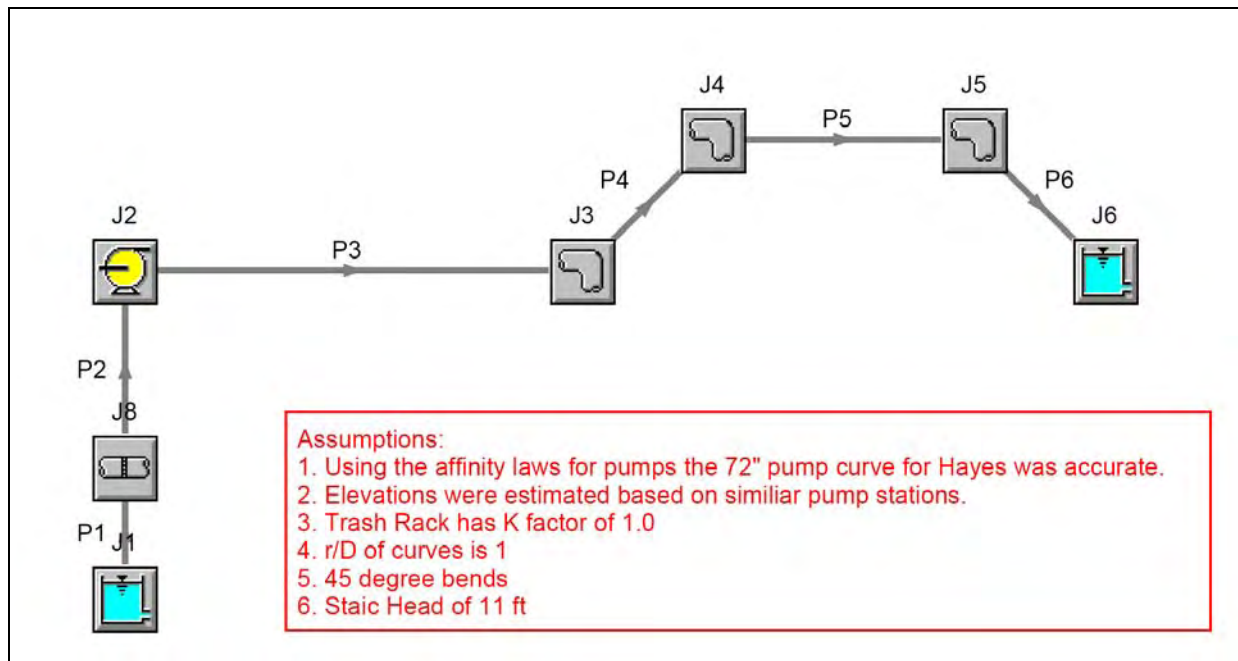 J4
J5
P5
P4
P6
J2
J3
J6
P3
P2
J8
P1
J1
Assumptions:
1. Using the affinity laws for pumps the 72" pump curve for Hayes was accurate.
2. Elevations were estimated based on similiar pump stations.
3. Trash Rack has K factor of 1.0
4. r/D of curves is 1
5. 45 degree bends
6. Staic Head of 11 ft